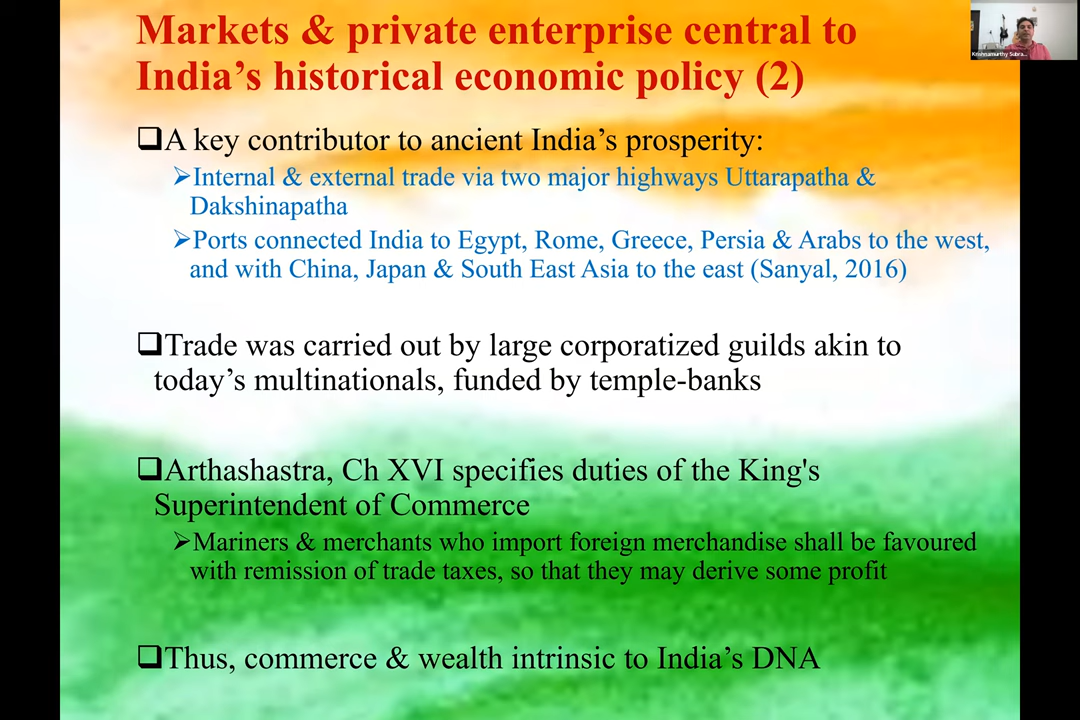 Markets & private enterprise central to
India’s historical economic policy (2)
Krishnamurthy Subra...
❑A key contributor to ancient India’s prosperity:
➢Internal & external trade via two major highways Uttarapatha &
Dakshinapatha
➢Ports connected India to Egypt, Rome, Greece, Persia & Arabs to the west,
and with China, Japan & South East Asia to the east (Sanyal, 2016)
❑Trade was carried out by large corporatized guilds akin to
today’s multinationals, funded by temple-banks
❑Arthashastra, Ch XVI specifies duties of the King's
Superintendent of Commerce
➢Mariners & merchants who import foreign merchandise shall be favoured
with remission of trade taxes, so that they may derive some profit
❑Thus, commerce & wealth intrinsic to India’s DNA